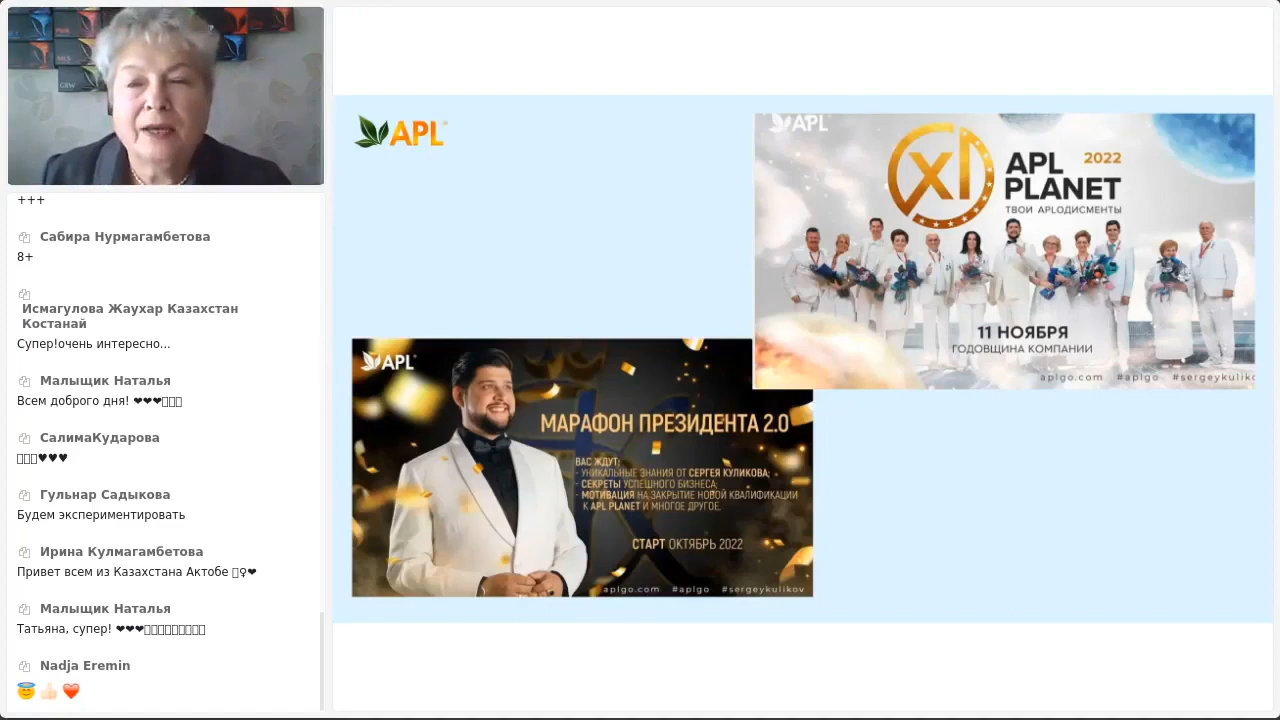 +++
Сабира Нурмагамбетова
8+
Исмагулова Жаухар Казахстан
Костанай
Супер!очень интересно...
Малыщик Наталья
Всем доброго дня! ❤❤❤
СалимаКударова
♥♥♥
Гульнар Садыкова
Будем экспериментировать
Ирина Кулмагамбетова
Привет всем из Казахстана Актобе ♀❤
Малыщик Наталья
Татьяна, супер! ❤❤❤
Nadja Eremin
😇👍🏻❤️
APL
APL
XI
APL 2022
PLANET
ТВОИ APLОДИСМЕНТЫ
11 НОЯБРЯ
ГОДОВЩИНА КОМПАНИИ
aplgo.com #aplgo #sergeykuliko
APL
МАРАФОН ПРЕЗИДЕНТА 2.0
ВАС ЖДУТ:
- УНИКАЛЬНЫЕ ЗНАНИЯ ОТ СЕРГЕЯ КУЛИКОВА;
- СЕКРЕТЫ УСПЕШНОГО БИЗНЕСА;
- МОТИВАЦИЯ НА ЗАКРЫТИЕ НОВОЙ КВАЛИФИКАЦИИ
К APL PLANET И МНОГОЕ ДРУГОЕ.
СТАРТ ОКТЯБРЬ 2022
aplgo.com #aplgo #sergeykulikov